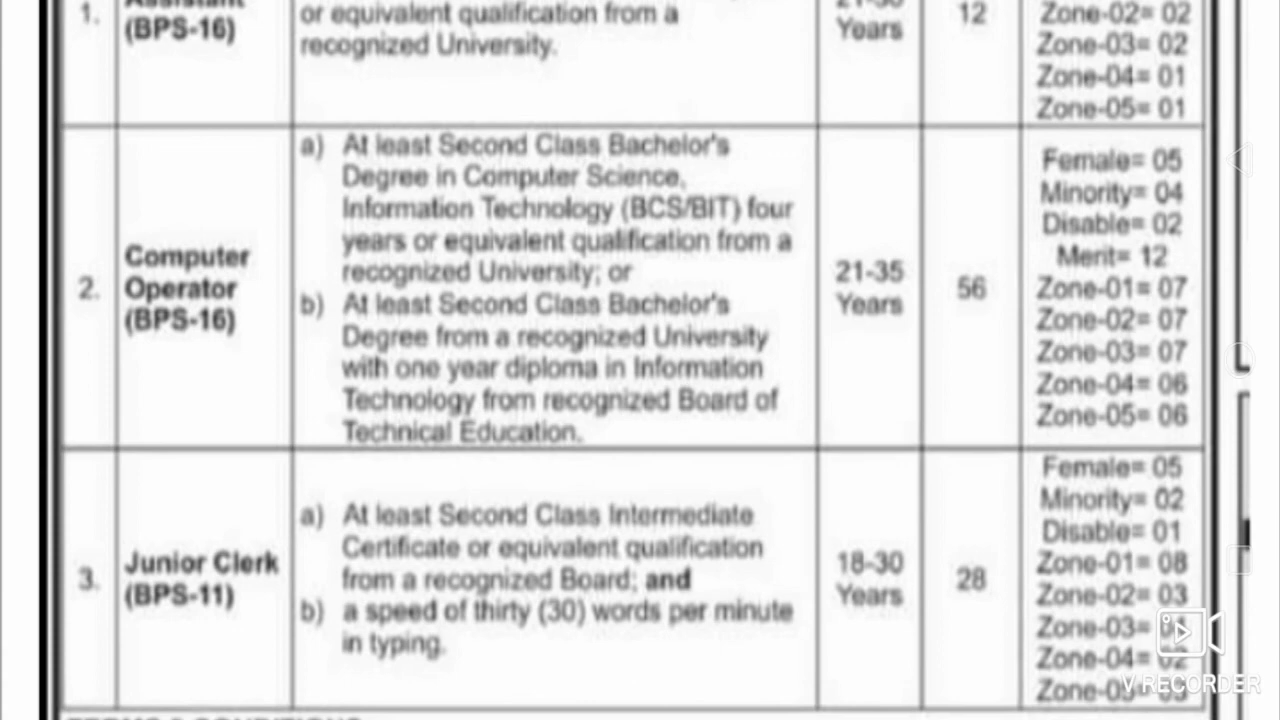 1.
Assistant
(BPS-16)
or equivalent qualification from a
recognized University.
Years
12
Zone-02= 02
Zone-03= 02
Zone-04= 01
Zone-05= 01
2.
Computer
Operator
(BPS-16)
a) At least Second Class Bachelor's
Degree in Computer Science,
Information Technology (BCS/BIT) four
years or equivalent qualification from a
recognized University; or
b) At least Second Class Bachelor's
Degree from a recognized University
with one year diploma in Information
Technology from recognized Board of
Technical Education.
21-35
Years
56
Female= 05
Minority= 04
Disable= 02
Merit= 12
Zone-01= 07
Zone-02= 07
Zone-03= 07
Zone-04= 06
Zone-05= 06
3.
Junior Clerk
(BPS-11)
a) At least Second Class Intermediate
Certificate or equivalent qualification
from a recognized Board; and
b) a speed of thirty (30) words per minute
in typing.
18-30
Years
28
Female= 05
Minority= 02
Disable= 01
Zone-01= 08
Zone-02= 03
Zone-03=
Zone-04= 02
Zone-05= 03
V RECORDER